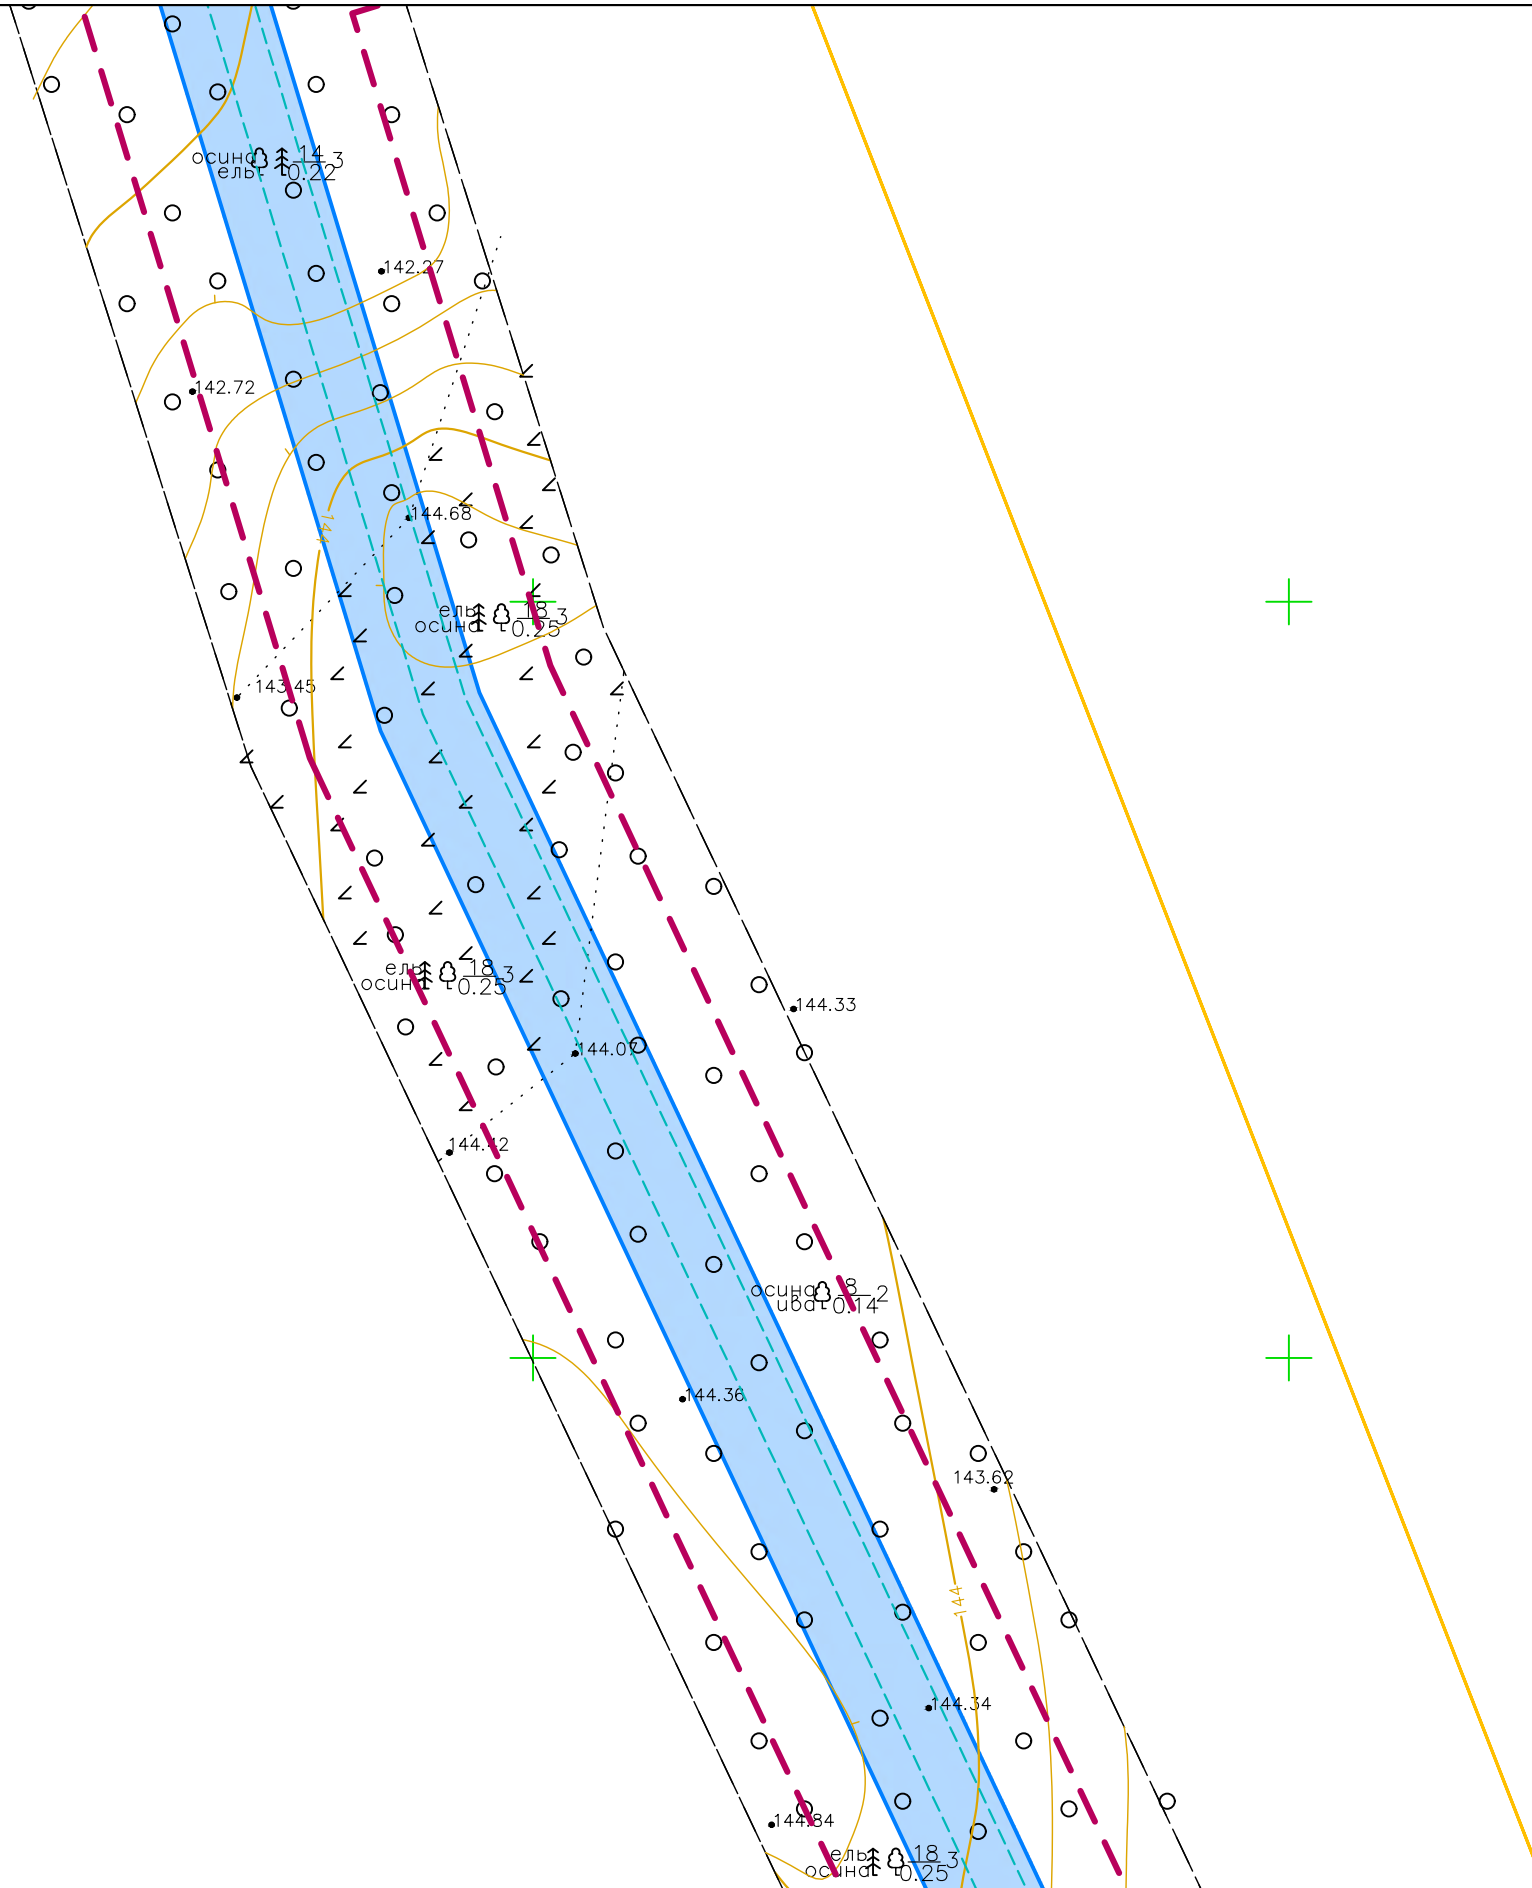 осина 14 3
ель 0.22
142.27
142.72
144
144.68
ель 18 3
осина 0.25
143.45
ель 18 3
осина 0.25
144.33
144.07
144.42
осина 8 2
ива 0.14
144.36
143.62
144
144.34
144.84
ель 18 3
осина 0.25